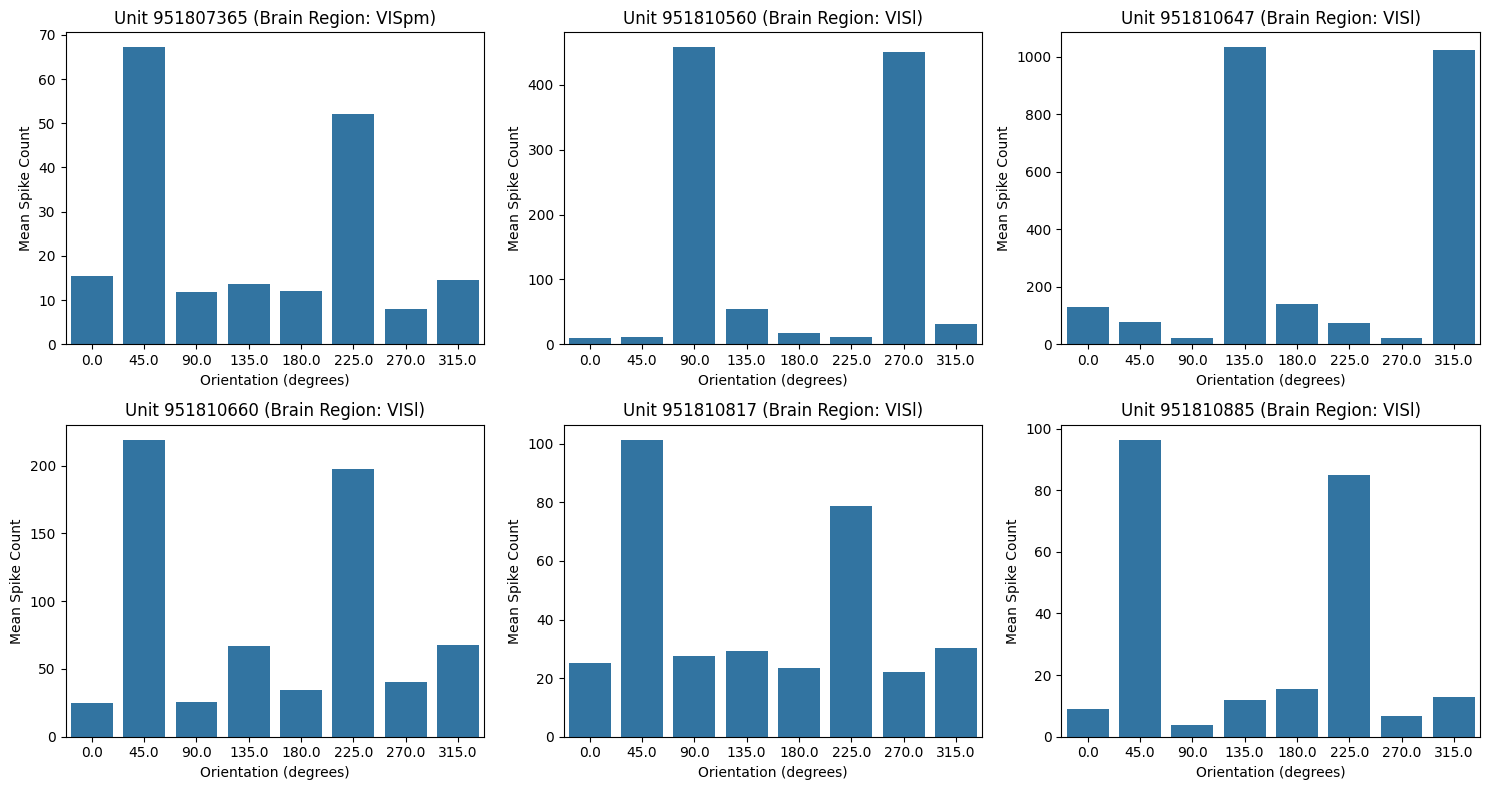 Unit 951807365 (Brain Region: VISpm)
Mean Spike Count
70
60
50
40
30
20
10
0
0.0 45.0 90.0 135.0 180.0 225.0 270.0 315.0
Orientation (degrees)
Unit 951810560 (Brain Region: VISl)
Mean Spike Count
400
300
200
100
0
0.0 45.0 90.0 135.0 180.0 225.0 270.0 315.0
Orientation (degrees)
Unit 951810647 (Brain Region: VISl)
Mean Spike Count
1000
800
600
400
200
0
0.0 45.0 90.0 135.0 180.0 225.0 270.0 315.0
Orientation (degrees)
Unit 951810660 (Brain Region: VISl)
Mean Spike Count
200
150
100
50
0
0.0 45.0 90.0 135.0 180.0 225.0 270.0 315.0
Orientation (degrees)
Unit 951810817 (Brain Region: VISl)
Mean Spike Count
100
80
60
40
20
0
0.0 45.0 90.0 135.0 180.0 225.0 270.0 315.0
Orientation (degrees)
Unit 951810885 (Brain Region: VISl)
Mean Spike Count
100
80
60
40
20
0
0.0 45.0 90.0 135.0 180.0 225.0 270.0 315.0
Orientation (degrees)